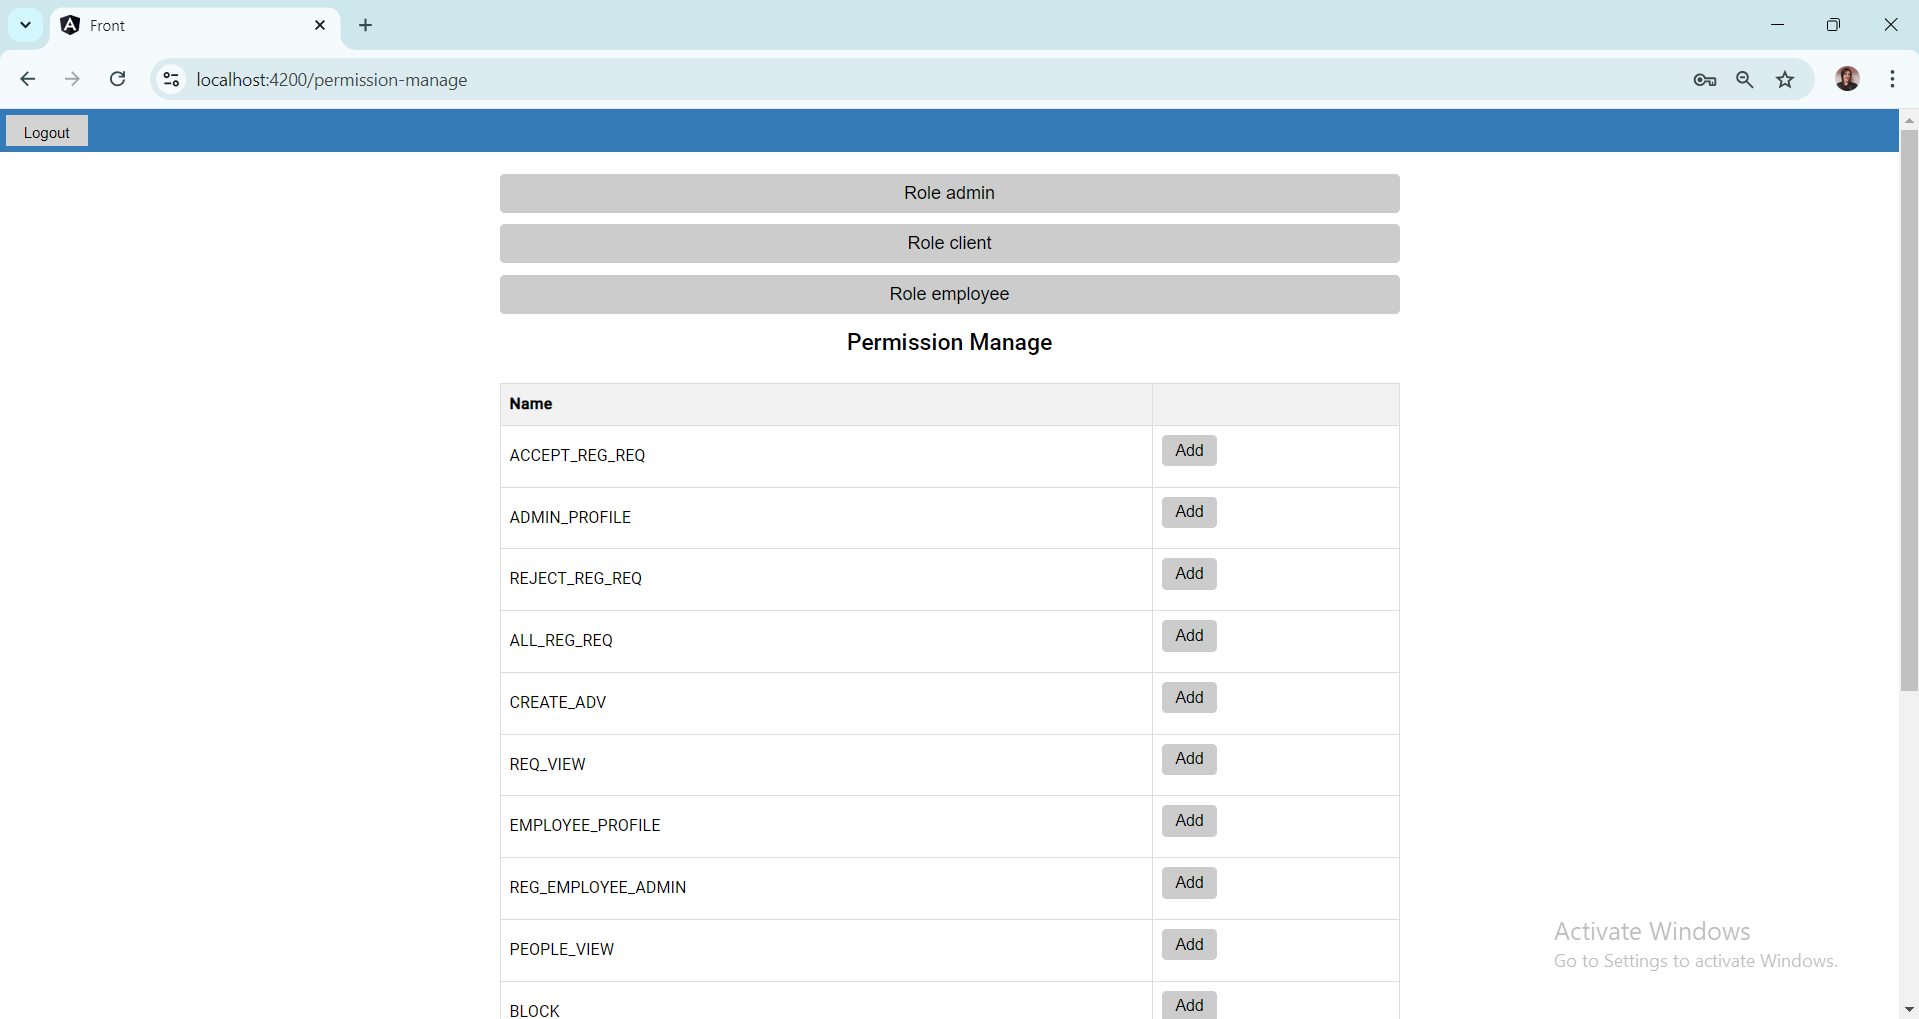 Front
localhost:4200/permission-manage
Logout
Role admin
Role client
Role employee
Permission Manage
Name
ACCEPT_REG_REQ Add
ADMIN_PROFILE Add
REJECT_REG_REQ Add
ALL_REG_REQ Add
CREATE_ADV Add
REQ_VIEW Add
EMPLOYEE_PROFILE Add
REG_EMPLOYEE_ADMIN Add
PEOPLE_VIEW Add
BLOCK Add
Activate Windows
Go to Settings to activate Windows.